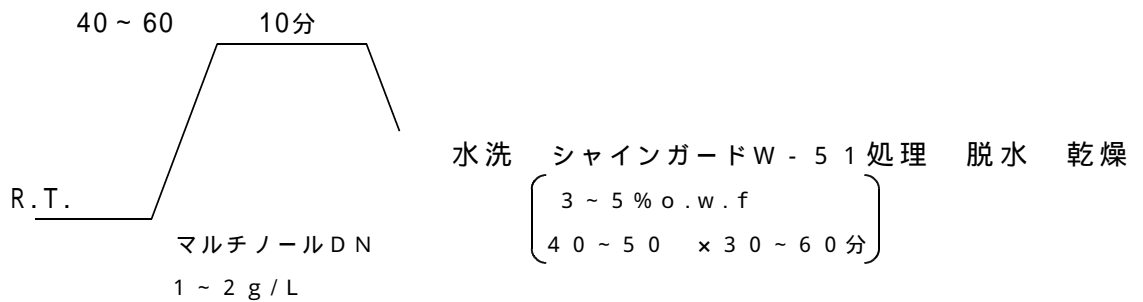 40~60 10分
水洗 シャインガードW-51処理 脱水 乾燥
R.T. 3~5%o.w.f
マルチノールDN 40~50 ×30~60分
1~2g/L